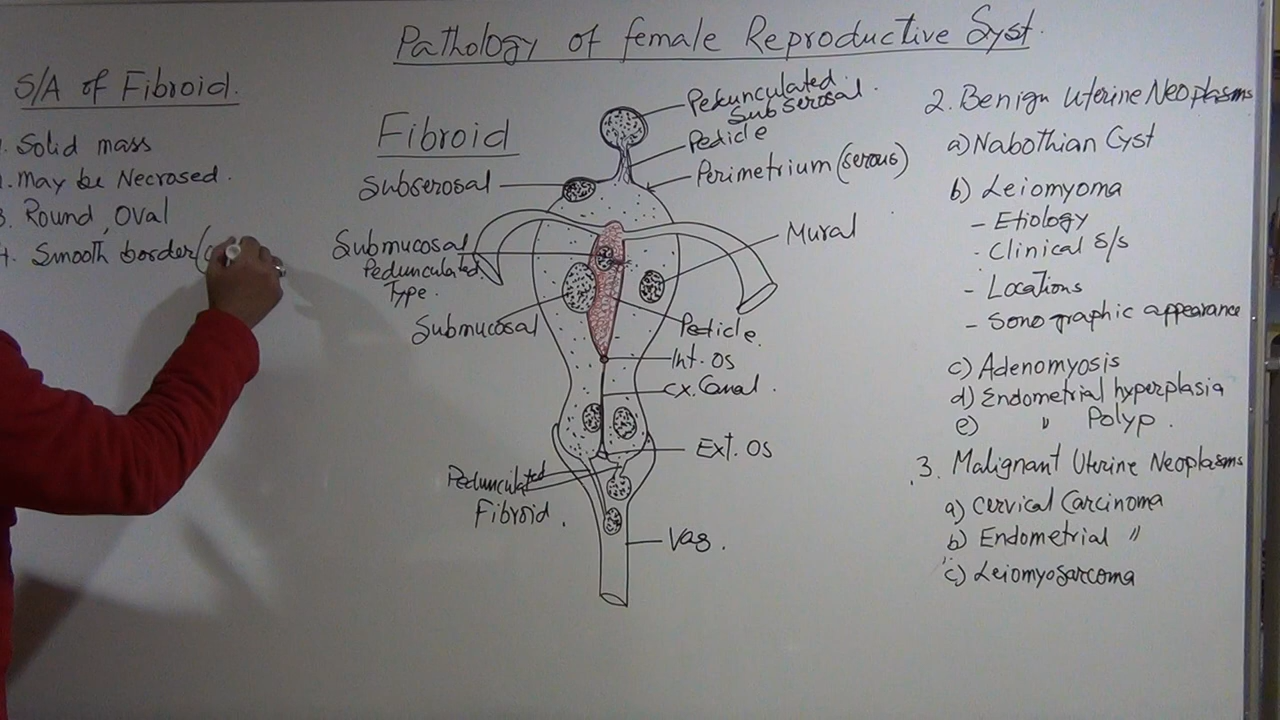 Pathology of female Reproductive Syst.
S/A of Fibroid.
Solid mass
.May be Necrosed.
3. Round, Oval
4. Smooth border(
Fibroid
Pedunculated
Subserosal.
Pedicle
Perimetrium (serous)
Subserosal
Submucosal
Pedunculated
Type.
Submucosal
Mural
Pedicle.
Int. Os
Cx. Canal.
Ext. Os
Pedunculated
Fibroid.
Vag.
2. Benign Uterine Neoplasms
a) Nabothian Cyst
b) Leiomyoma
- Etiology
- Clinical S/s
- Locations
- Sonographic appearance
c) Adenomyosis
d) Endometrial hyperplasia
e) " Polyp.
3. Malignant Uterine Neoplasms
a) Cervical Carcinoma
b) Endometrial "
c) Leiomyosarcoma